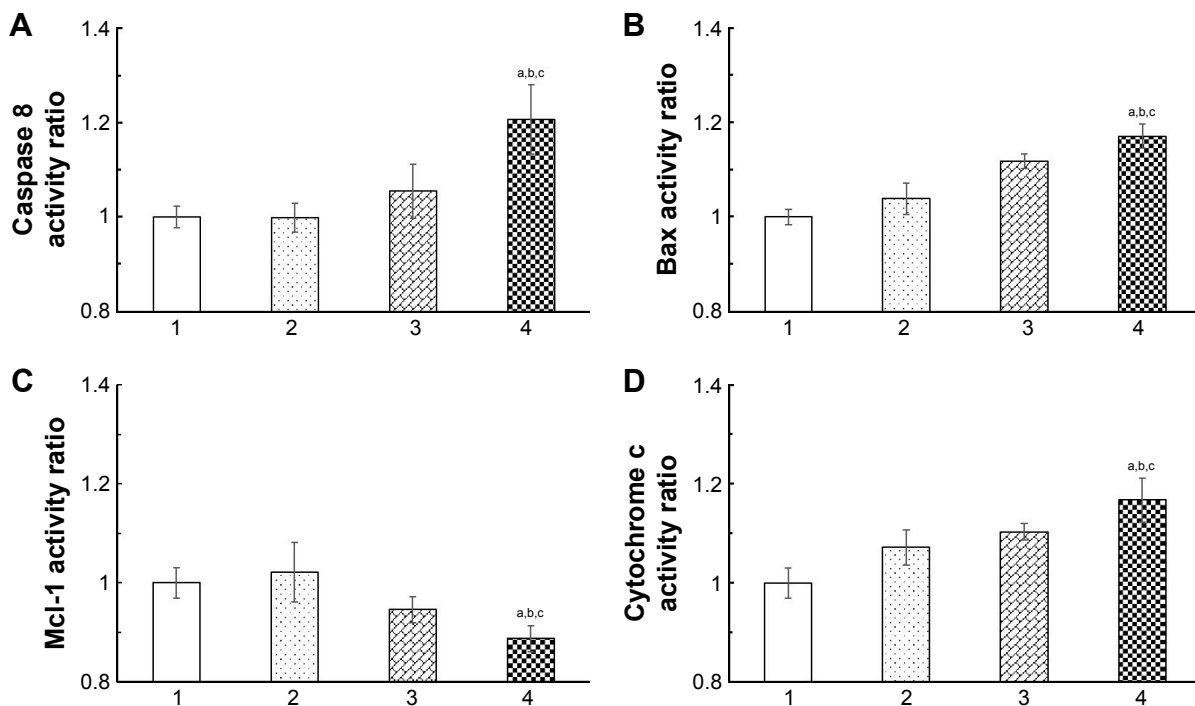 A
Caspase 8
activity ratio
1.4
1.2
1
0.8
a,b,c
1
2
3
4
B
Bax activity ratio
1.4
1.2
1
0.8
a,b,c
1
2
3
4
C
Mcl-1 activity ratio
1.4
1.2
1
0.8
a,b,c
1
2
3
4
D
Cytochrome c
activity ratio
1.4
1.2
1
0.8
a,b,c
1
2
3
4